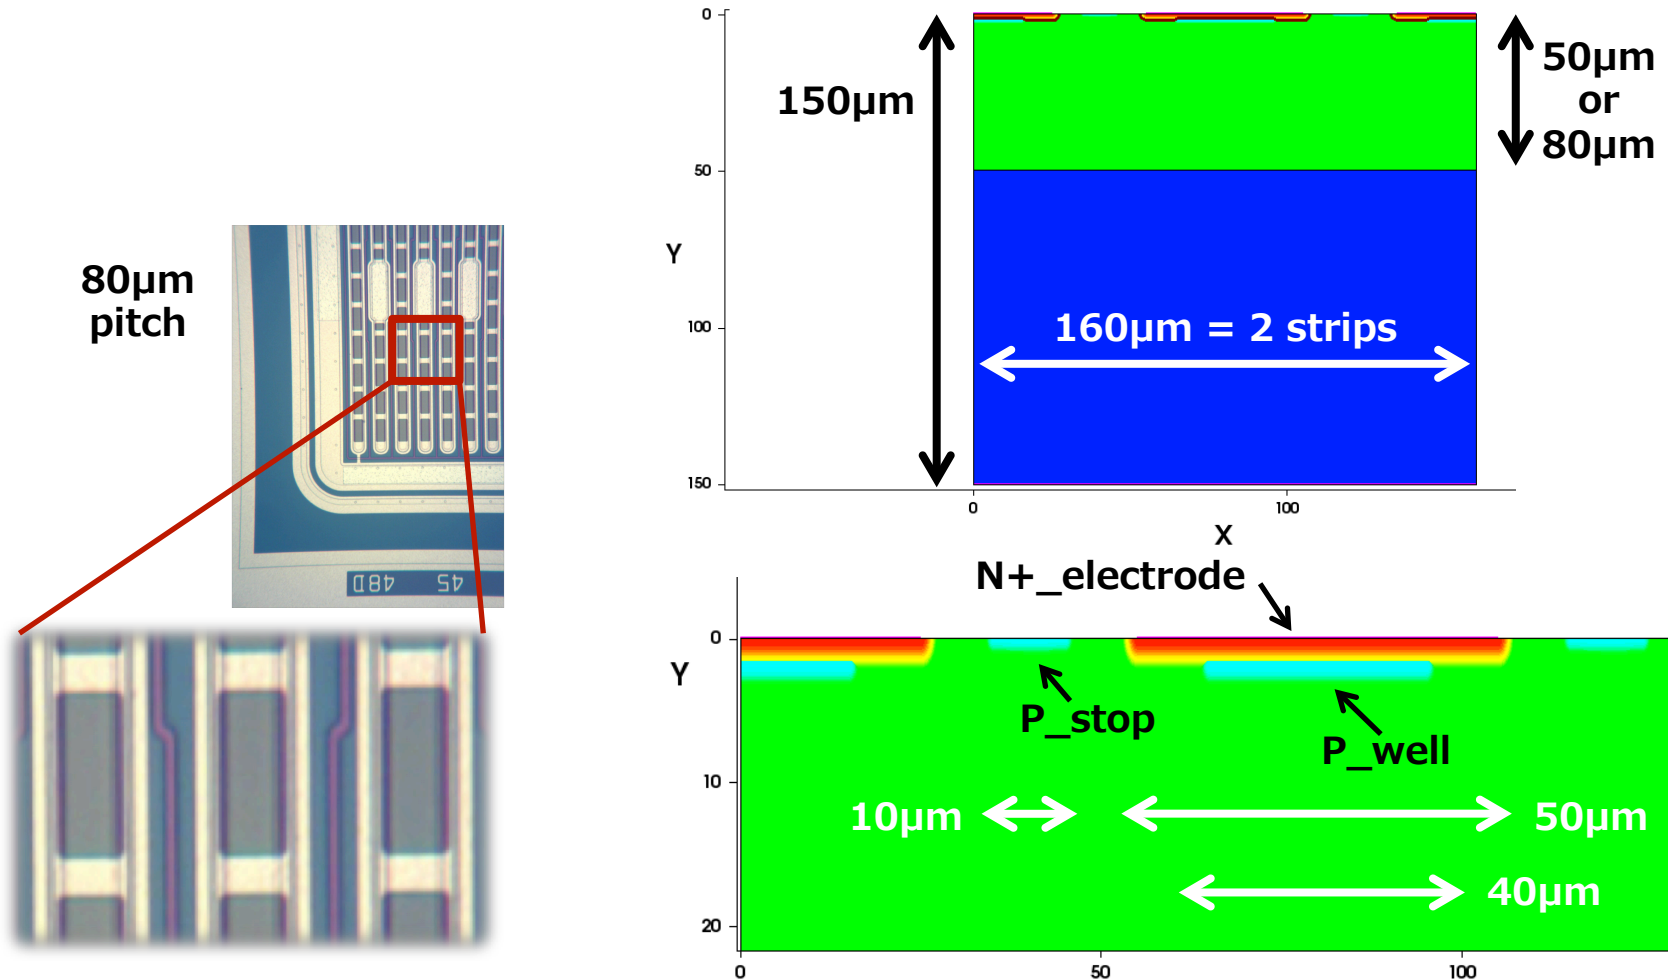 80μm
pitch
48D
45
0
50
100
150
Y
150μm
50μm
or
80μm
160μm = 2 strips
0
100
X
N+_electrode
0
Y
P_stop
P_well
10
10μm
50μm
40μm
20
0
50
100